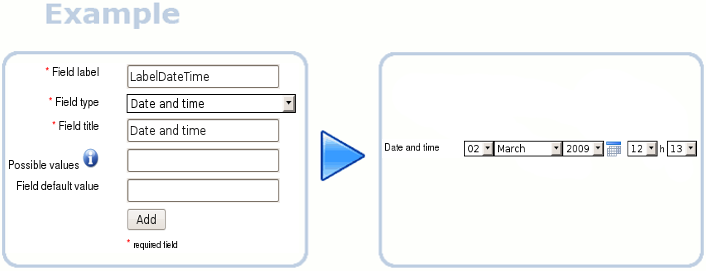 Example
* Field label LabelDateTime
* Field type Date and time
* Field title Date and time
Possible values i
Field default value
Add
* required field
Date and time 02 March 2009 12 h 13